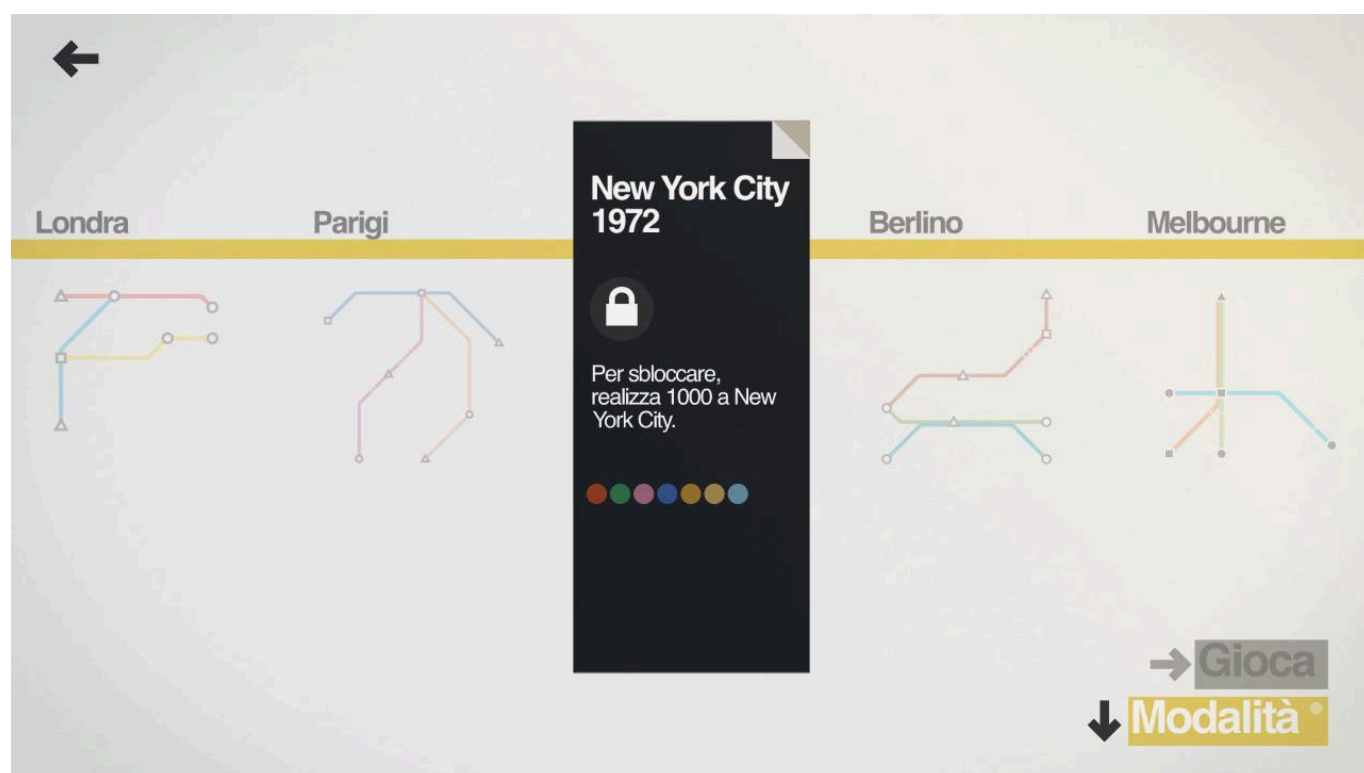 New York City
1972
Londra
Parigi
Berlino
Melbourne
Per sbloccare,
realizza 1000 a New
York City.
Gioca
Modalità